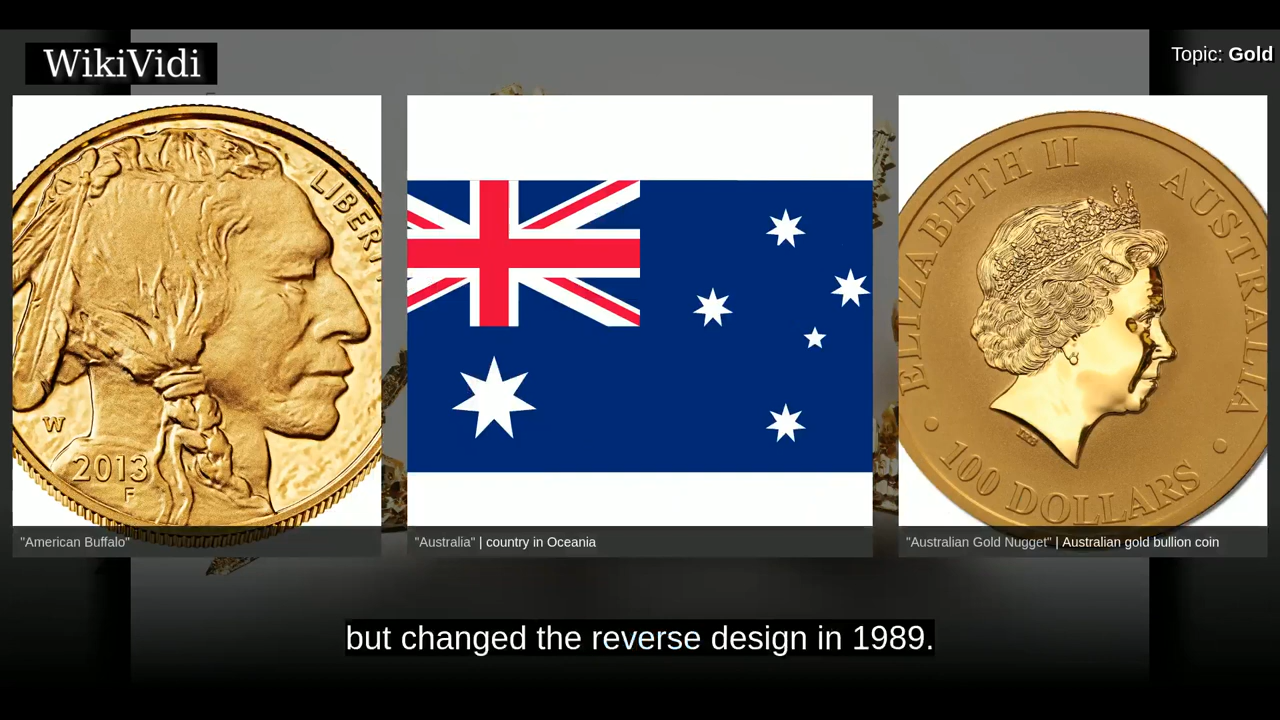 WikiVidi
Topic: Gold
LIBER
W
2013
F
ELIZABETH II
AUSTRALIA
100 DOLLARS
"American Buffalo"
"Australia" | country in Oceania
"Australian Gold Nugget" | Australian gold bullion coin
but changed the reverse design in 1989.